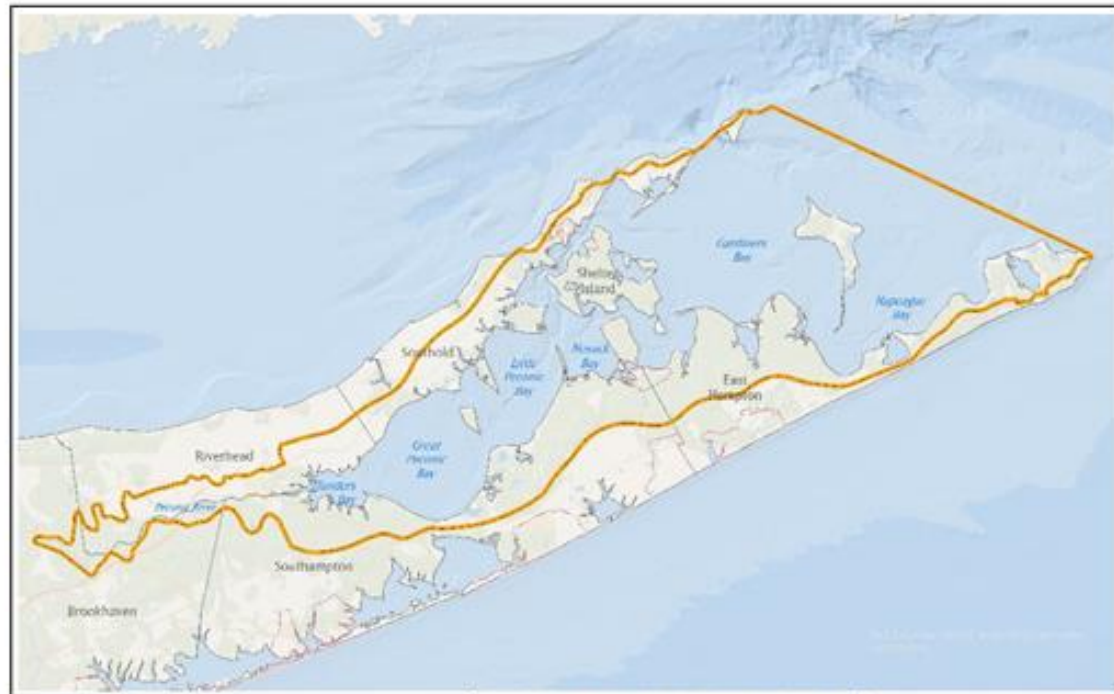 Gardiners
Bay
Shelter
Island
Napeague
Bay
Southold
Little
Peconic
Bay
Noyack
Bay
East
Hampton
Riverhead
Great
Peconic
Bay
Flanders
Bay
Peconic River
Southampton
Brookhaven